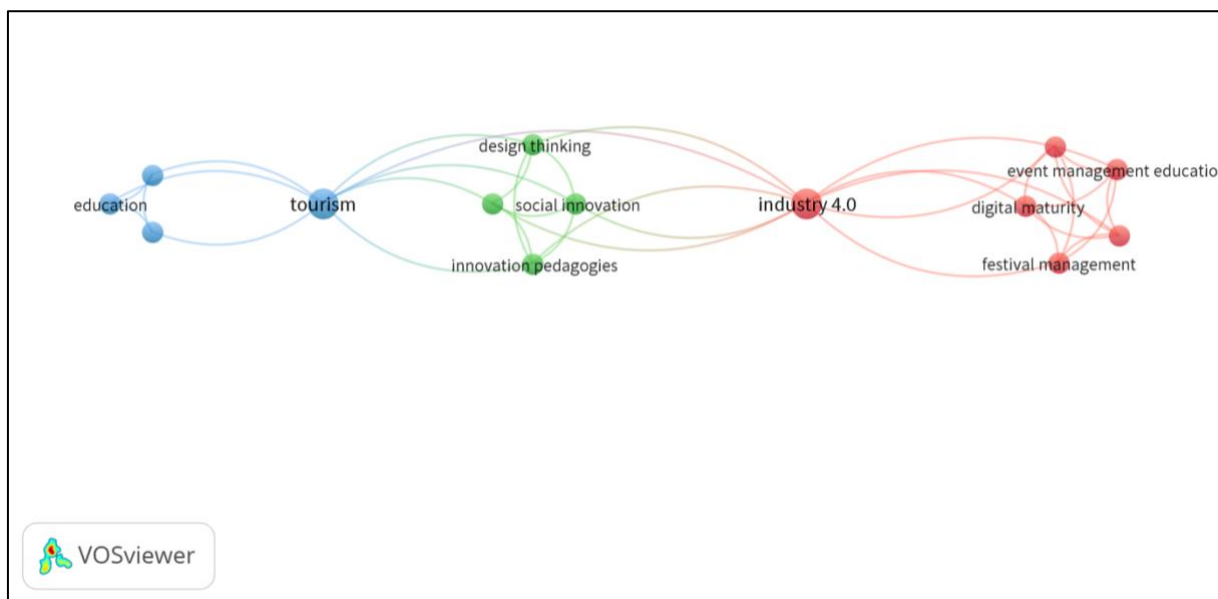 design thinking
event management educatio
education
tourism
social innovation
industry 4.0
digital maturity
innovation pedagogies
festival management
VOSviewer